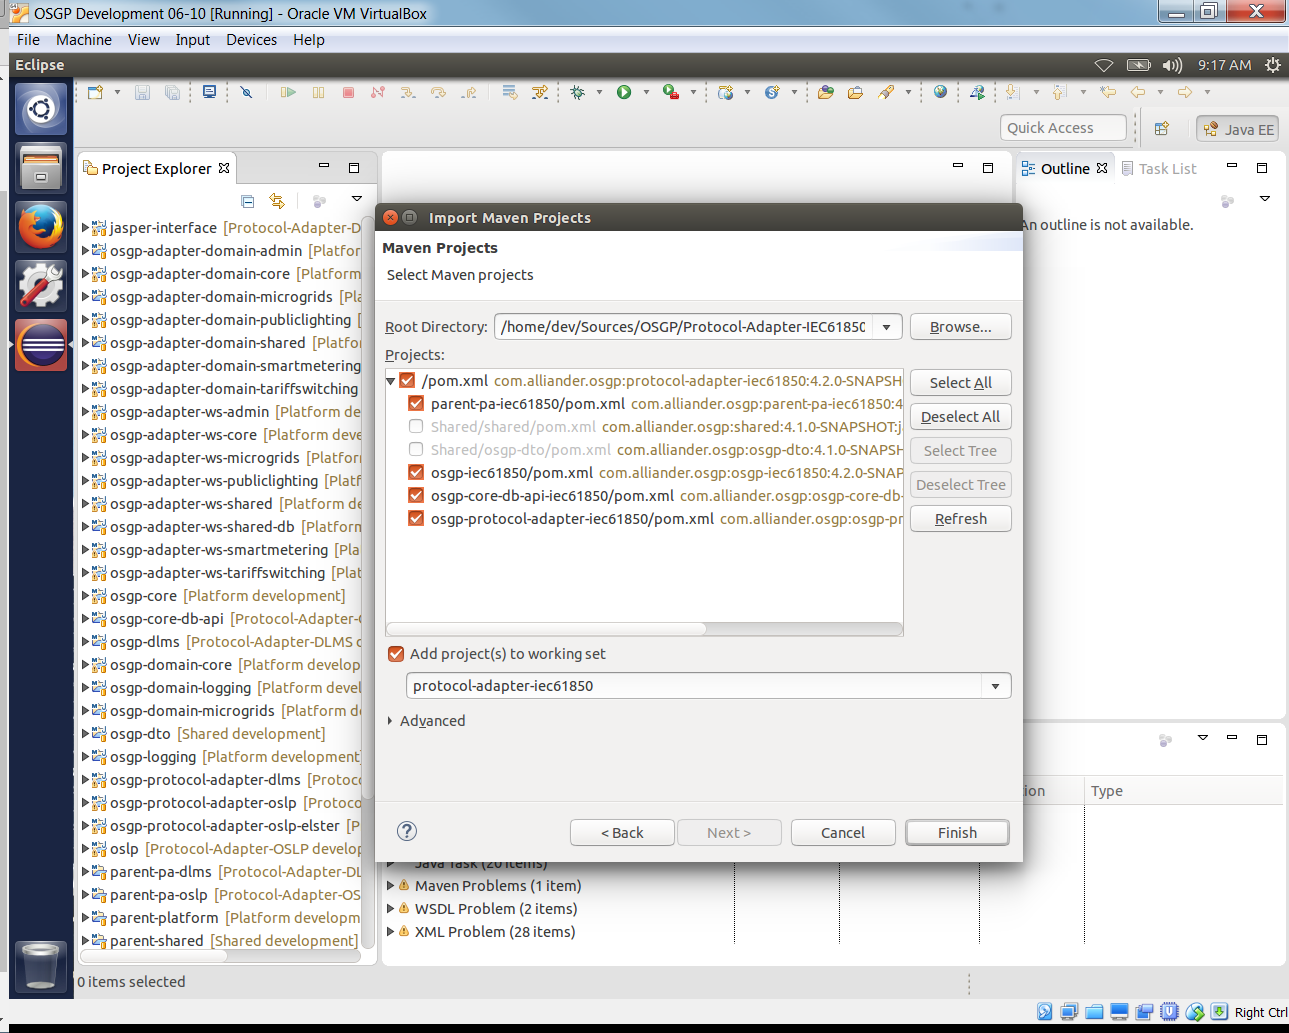 OSGP Development 06-10 [Running] - Oracle VM VirtualBox
File Machine View Input Devices Help
Eclipse 9:17 AM
Quick Access Java EE
Project Explorer
jasper-interface [Protocol-Adapter-D
osgp-adapter-domain-admin [Platfor
osgp-adapter-domain-core [Platform
osgp-adapter-domain-microgrids [Pla
osgp-adapter-domain-publiclighting [
osgp-adapter-domain-shared [Platform
osgp-adapter-domain-smartmetering
osgp-adapter-domain-tariffswitching
osgp-adapter-ws-admin [Platform de
osgp-adapter-ws-core [Platform deve
osgp-adapter-ws-microgrids [Platform
osgp-adapter-ws-publiclighting [Platf
osgp-adapter-ws-shared [Platform de
osgp-adapter-ws-shared-db [Platform
osgp-adapter-ws-smartmetering [Pla
osgp-adapter-ws-tariffswitching [Plat
osgp-core [Platform development]
osgp-core-db-api [Protocol-Adapter-
osgp-dlms [Protocol-Adapter-DLMS
osgp-domain-core [Platform develop
osgp-domain-logging [Platform devel
osgp-domain-microgrids [Platform d
osgp-dto [Shared development]
osgp-logging [Platform development]
osgp-protocol-adapter-dlms [Protoc
osgp-protocol-adapter-oslp [Protoco
osgp-protocol-adapter-oslp-elster [P
oslp [Protocol-Adapter-OSLP develop
parent-pa-dlms [Protocol-Adapter-DL
parent-pa-oslp [Protocol-Adapter-OS
parent-platform [Platform developm
parent-shared [Shared development]
0 items selected
Import Maven Projects
Maven Projects
Select Maven projects
Root Directory: /home/dev/Sources/OSGP/Protocol-Adapter-IEC61850 Browse...
Projects:
/pom.xml com.alliander.osgp:protocol-adapter-iec61850:4.2.0-SNAPSH
parent-pa-iec61850/pom.xml com.alliander.osgp:parent-pa-iec61850:4
Shared/shared/pom.xml com.alliander.osgp:shared:4.1.0-SNAPSHOT:j
Shared/osgp-dto/pom.xml com.alliander.osgp:osgp-dto:4.1.0-SNAPSH
osgp-iec61850/pom.xml com.alliander.osgp:osgp-iec61850:4.2.0-SNAP
osgp-core-db-api-iec61850/pom.xml com.alliander.osgp:osgp-core-db-
osgp-protocol-adapter-iec61850/pom.xml com.alliander.osgp:osgp-pr
Select All
Deselect All
Select Tree
Deselect Tree
Refresh
Add project(s) to working set
protocol-adapter-iec61850
Advanced
< Back Next > Cancel Finish
Outline Task List
An outline is not available.
ion Type
Java Task (20 items)
Maven Problems (1 item)
WSDL Problem (2 items)
XML Problem (28 items)
Right Ctrl